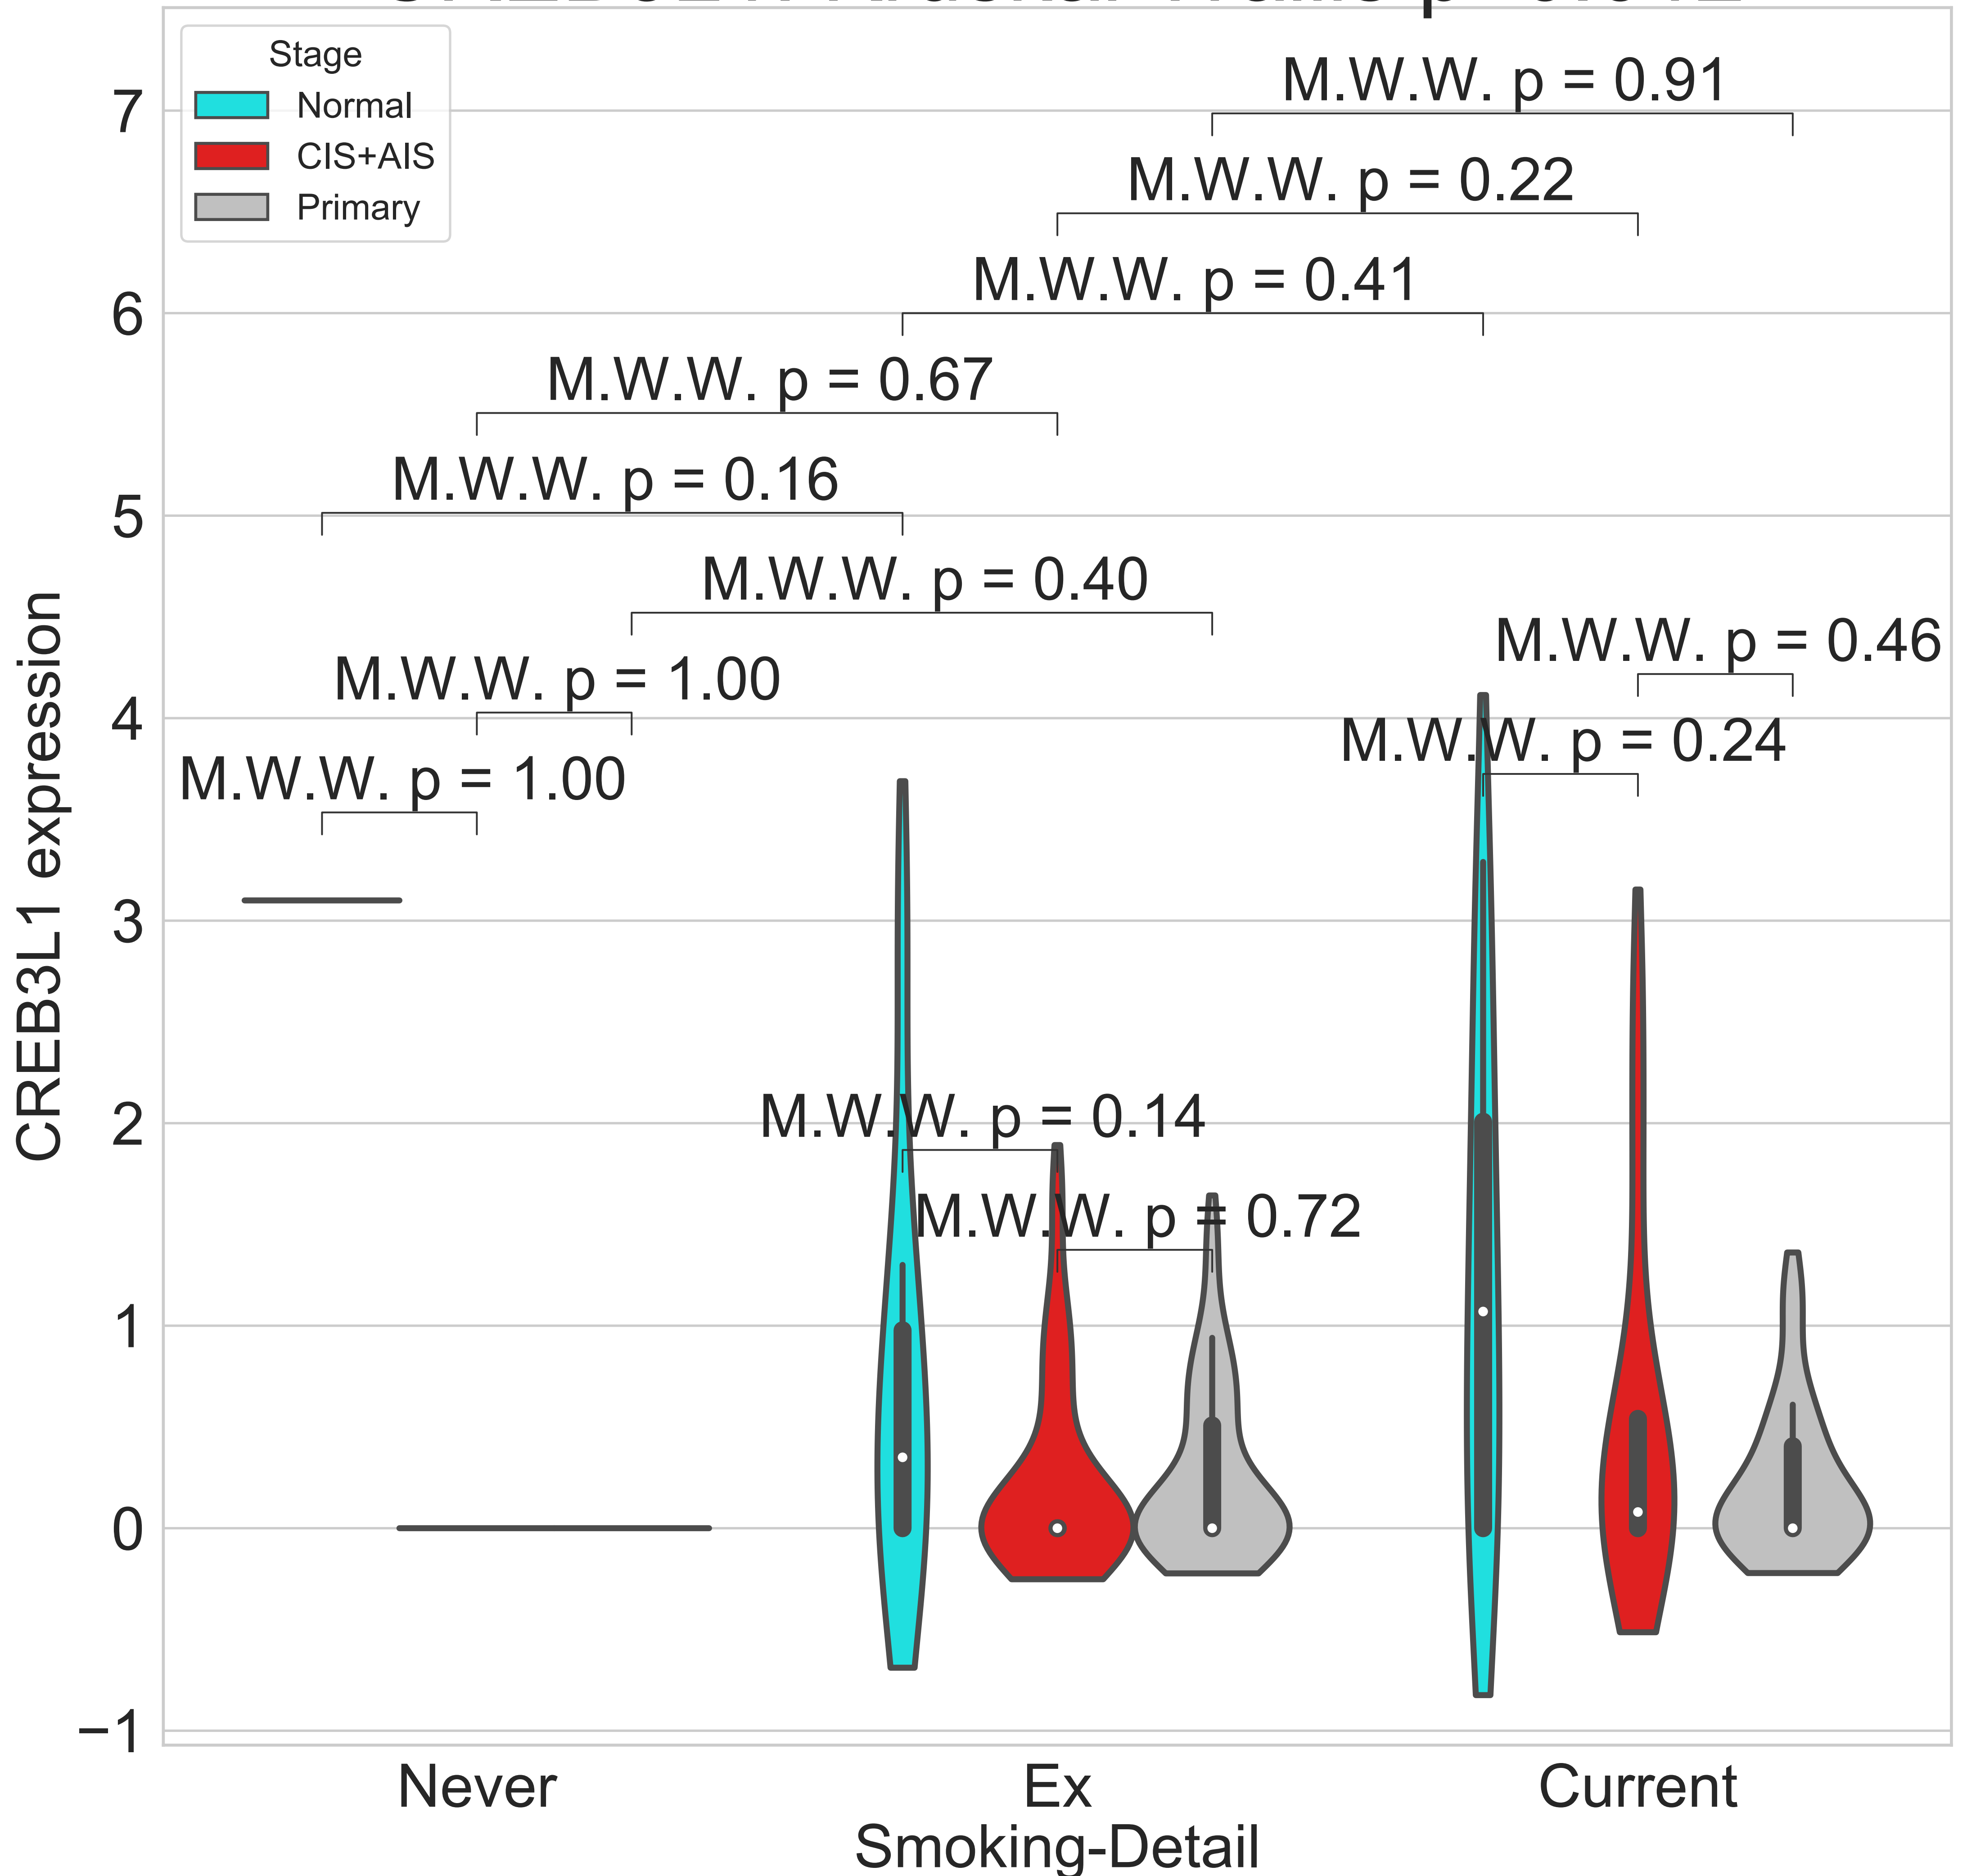 Stage
Normal
CIS+AIS
Primary
M.W.W. p = 0.91
M.W.W. p = 0.22
M.W.W. p = 0.41
M.W.W. p = 0.67
M.W.W. p = 0.16
M.W.W. p = 0.40
M.W.W. p = 0.46
M.W.W. p = 1.00
M.W.W. p = 0.24
M.W.W. p = 1.00
M.W.W. p = 0.14
M.W.W. p = 0.72
CREB3L1 expression
7
6
5
4
3
2
1
0
−1
Never
Ex
Current
Smoking-Detail